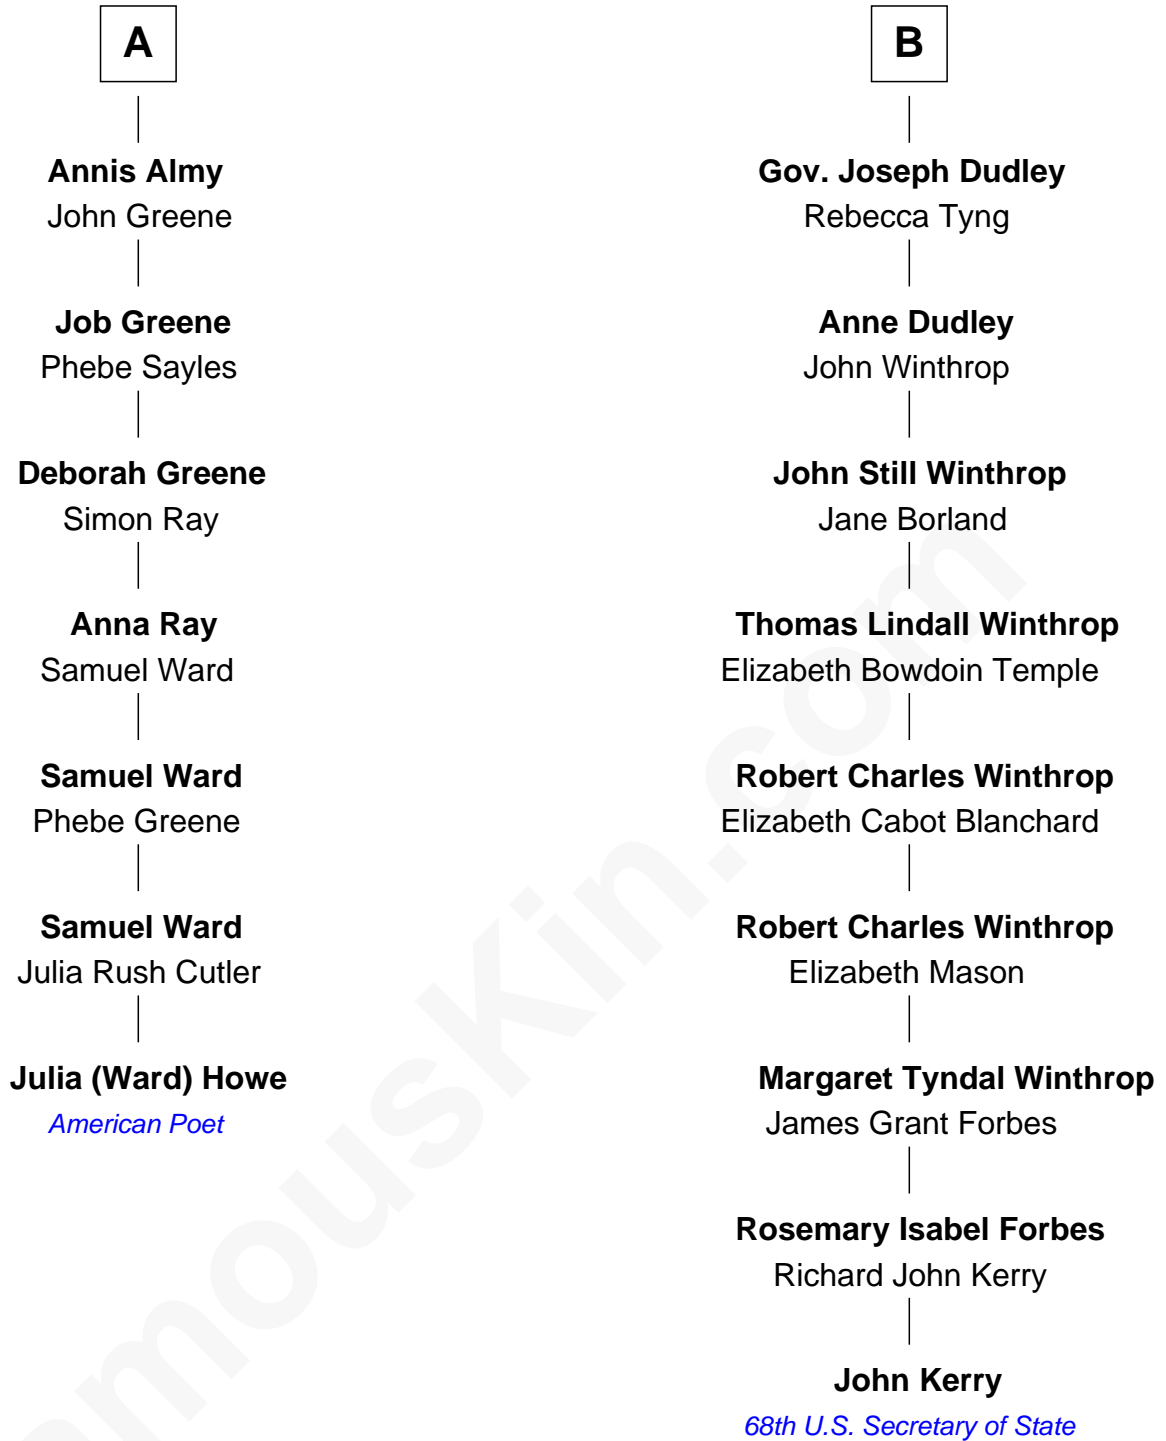 A
Annis Almy
John Greene
Job Greene
Phebe Sayles
Deborah Greene
Simon Ray
Anna Ray
Samuel Ward
Samuel Ward
Phebe Greene
Samuel Ward
Julia Rush Cutler
Julia (Ward) Howe
American Poet
B
Gov. Joseph Dudley
Rebecca Tyng
Anne Dudley
John Winthrop
John Still Winthrop
Jane Borland
Thomas Lindall Winthrop
Elizabeth Bowdoin Temple
Robert Charles Winthrop
Elizabeth Cabot Blanchard
Robert Charles Winthrop
Elizabeth Mason
Margaret Tyndal Winthrop
James Grant Forbes
Rosemary Isabel Forbes
Richard John Kerry
John Kerry
68th U.S. Secretary of State
amousKin.com